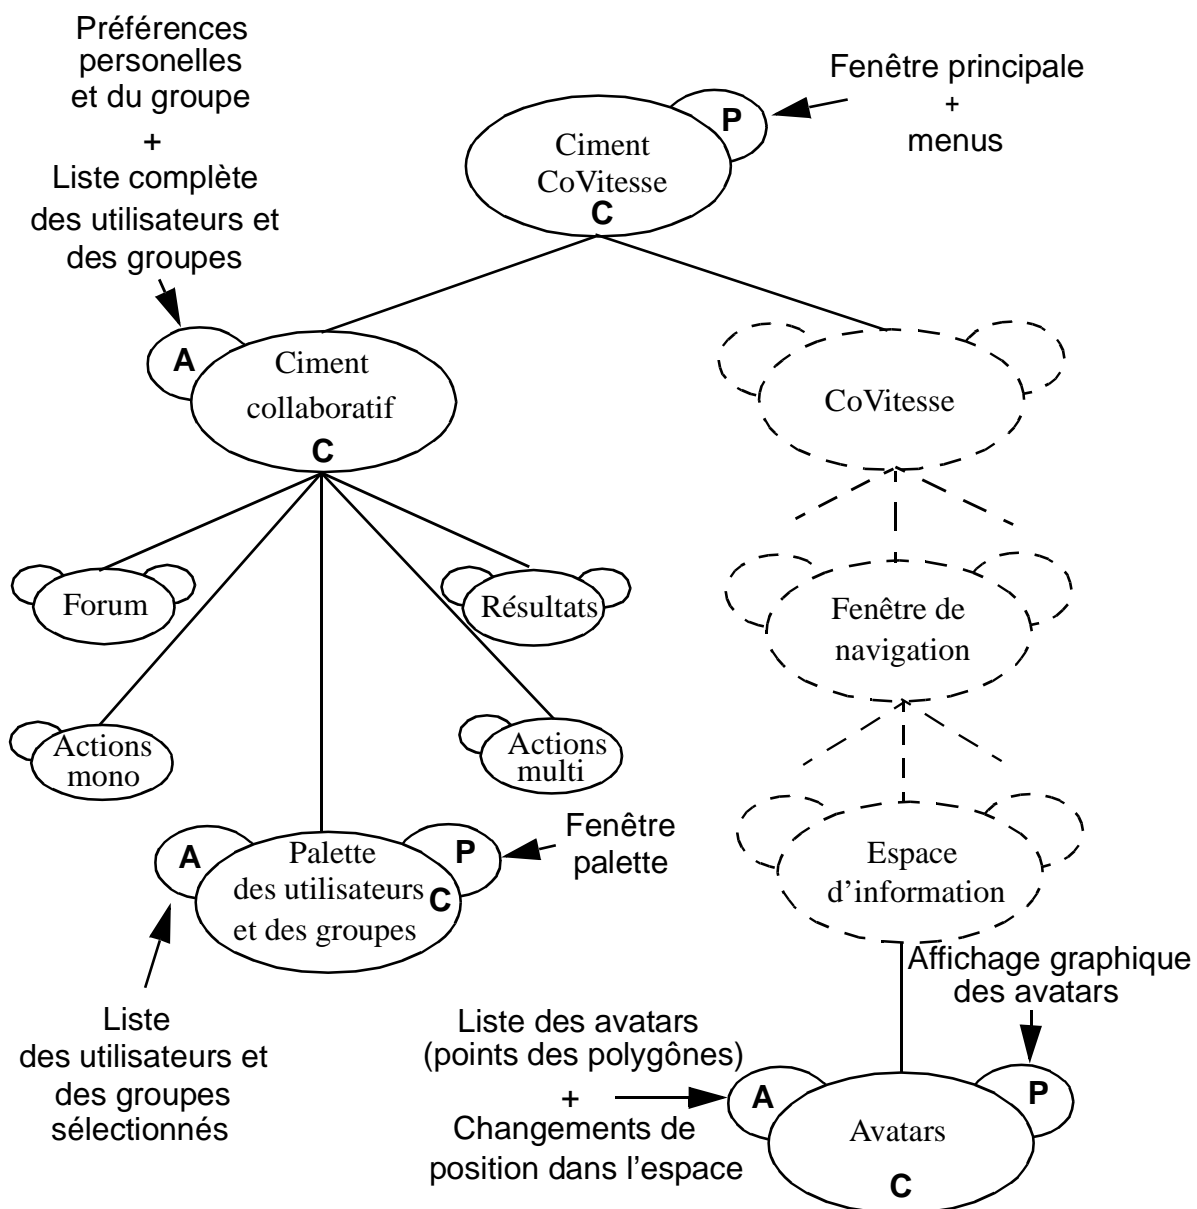 Préférences
personelles
et du groupe
+
Liste complète
des utilisateurs et
des groupes
Fenêtre principale
+
menus
P
Ciment
CoVitesse
C
A
Ciment
collaboratif
C
CoVitesse
Forum
Résultats
Fenêtre de
navigation
Actions
mono
Actions
multi
A
Palette
des utilisateurs
et des groupes
C
P
Fenêtre
palette
Espace
d’information
Liste
des utilisateurs et
des groupes
sélectionnés
Affichage graphique
des avatars
Liste des avatars
(points des polygônes)
+
Changements de
position dans l’espace
A
P
Avatars
C